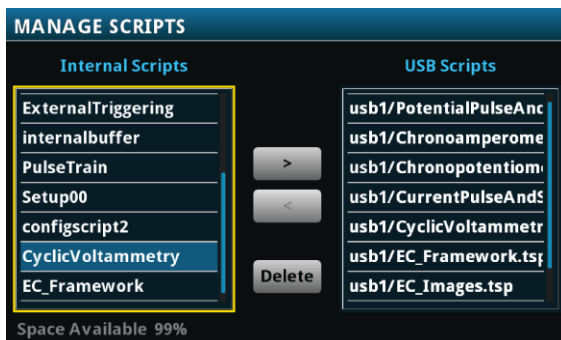 MANAGE SCRIPTS
Internal Scripts
ExternalTriggering
internalbuffer
PulseTrain
Setup00
configscript2
CyclicVoltammetry
EC_Framework
>
<
Delete
USB Scripts
usb1/PotentialPulseAnd
usb1/Chronoamperome
usb1/Chronopotentiom
usb1/CurrentPulseAndS
usb1/CyclicVoltammetr
usb1/EC_Framework.tsp
usb1/EC_Images.tsp
Space Available 99%